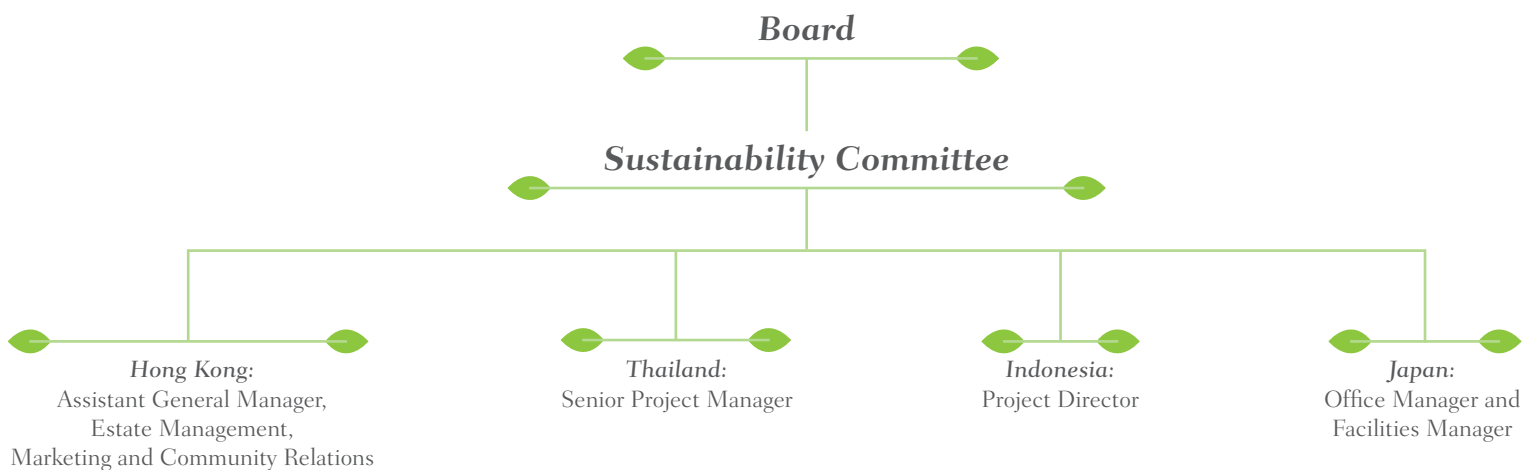 Board
Sustainability Committee
Hong Kong:
Assistant General Manager,
Estate Management,
Marketing and Community Relations
Thailand:
Senior Project Manager
Indonesia:
Project Director
Japan:
Office Manager and
Facilities Manager